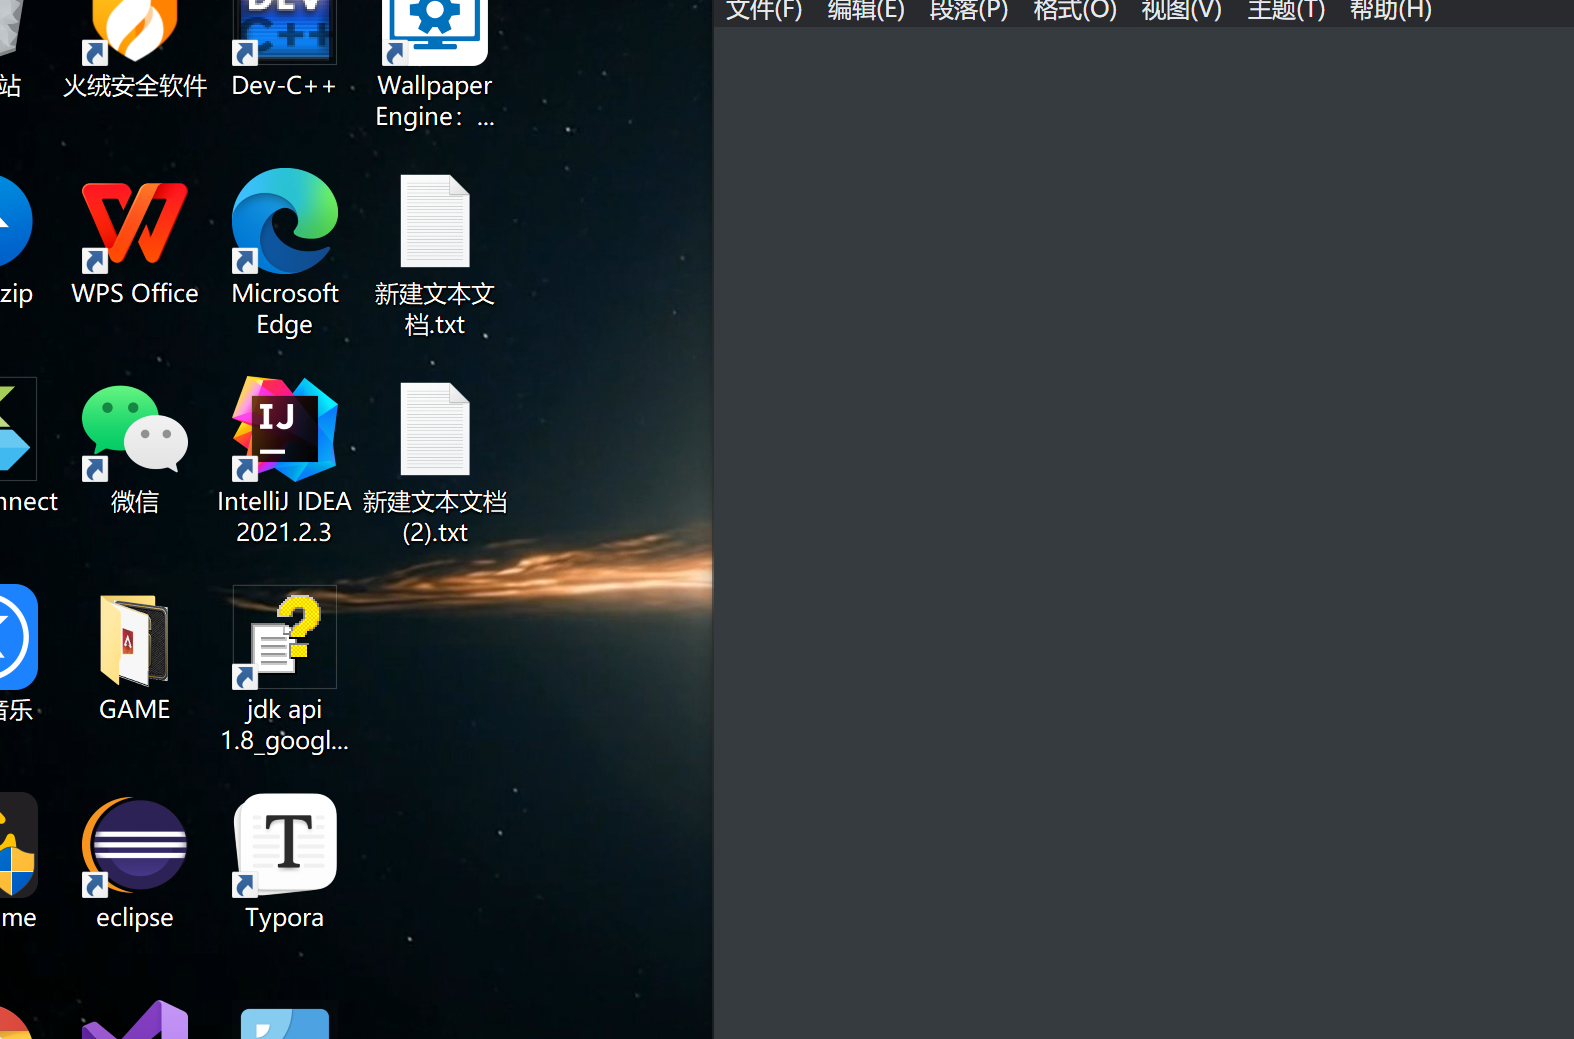 文件(F) 编辑(E) 段落(P) 格式(O) 视图(V) 主题(T) 帮助(H)
DEV
C++
站
火绒安全软件
Dev-C++
Wallpaper
Engine：...
zip
WPS Office
Microsoft
Edge
新建文本文
档.txt
IJ
nnect
微信
IntelliJ IDEA
2021.2.3
新建文本文档
(2).txt
音乐
GAME
jdk api
1.8_googl...
T
me
eclipse
Typora